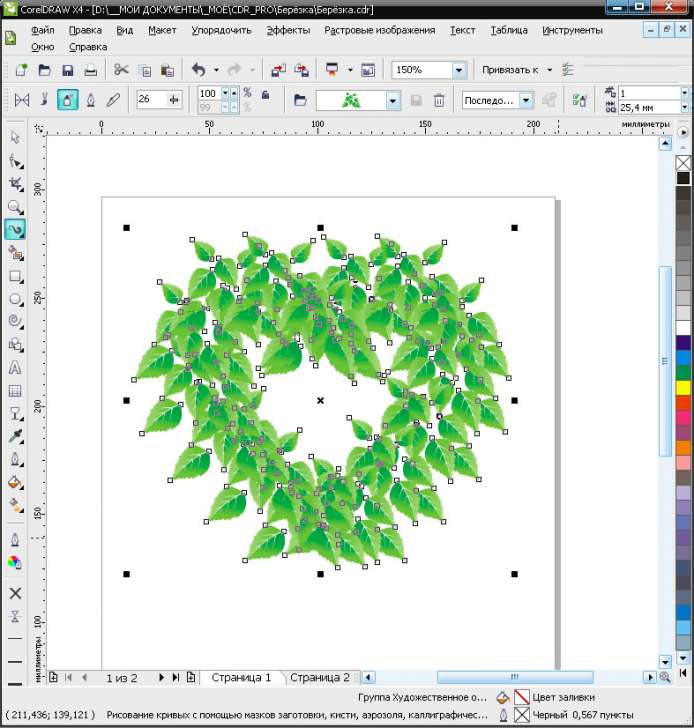 CorelDRAW X4 - [D:\__МОИ ДОКУМЕНТЫ\_МОЁ\CDR_PRO\Берёзка\Берёзка.cdr]
Файл Правка Вид Макет Упорядочить Эффекты Растровые изображения Текст Таблица Инструменты
Окно Справка
150% Привязать к
26 100 % Последо... 1
99 % 25,4 мм
0 50 100 150 200 миллиметры
300
250
200
150
100
миллиметры
1 из 2 Страница 1 Страница 2
Группа Художественное о... Цвет заливки
( 211,436; 139,121 ) Рисование кривых с помощью мазков заготовки, кисти, аэрозоля, каллиграфичес... Черный 0,567 пункты